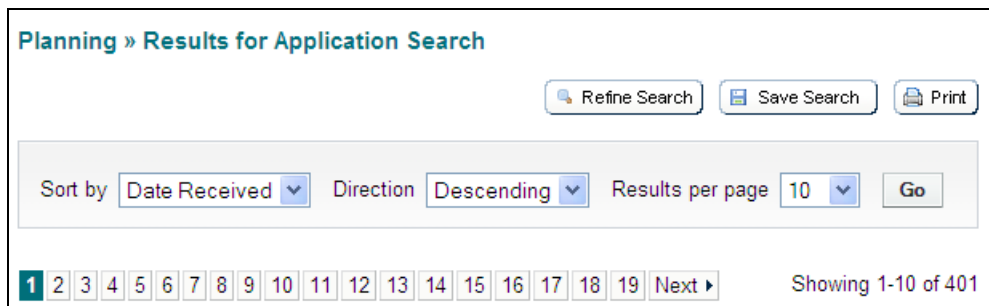 Planning » Results for Application Search
Refine Search Save Search Print
Sort by Date Received Direction Descending Results per page 10 Go
1 2 3 4 5 6 7 8 9 10 11 12 13 14 15 16 17 18 19 Next Showing 1-10 of 401